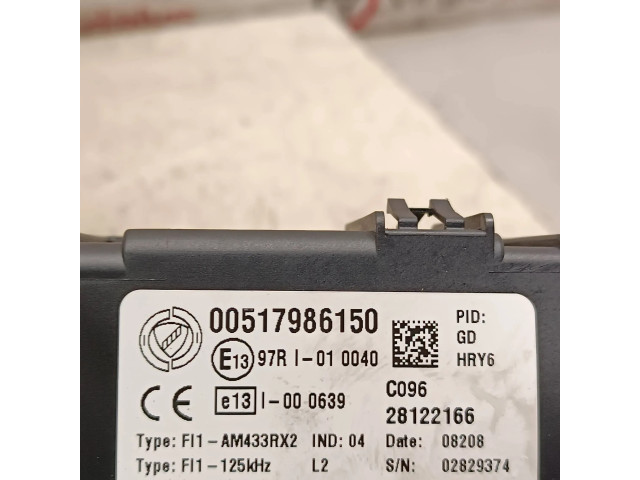 00517986150
PID:
GD
HRY6
E13 97R I-01 0040
CE e13 I-00 0639
C096
28122166
Type: FI1-AM433RX2 IND: 04 Date: 08208
Type: FI1-125kHz L2 S/N: 02829374